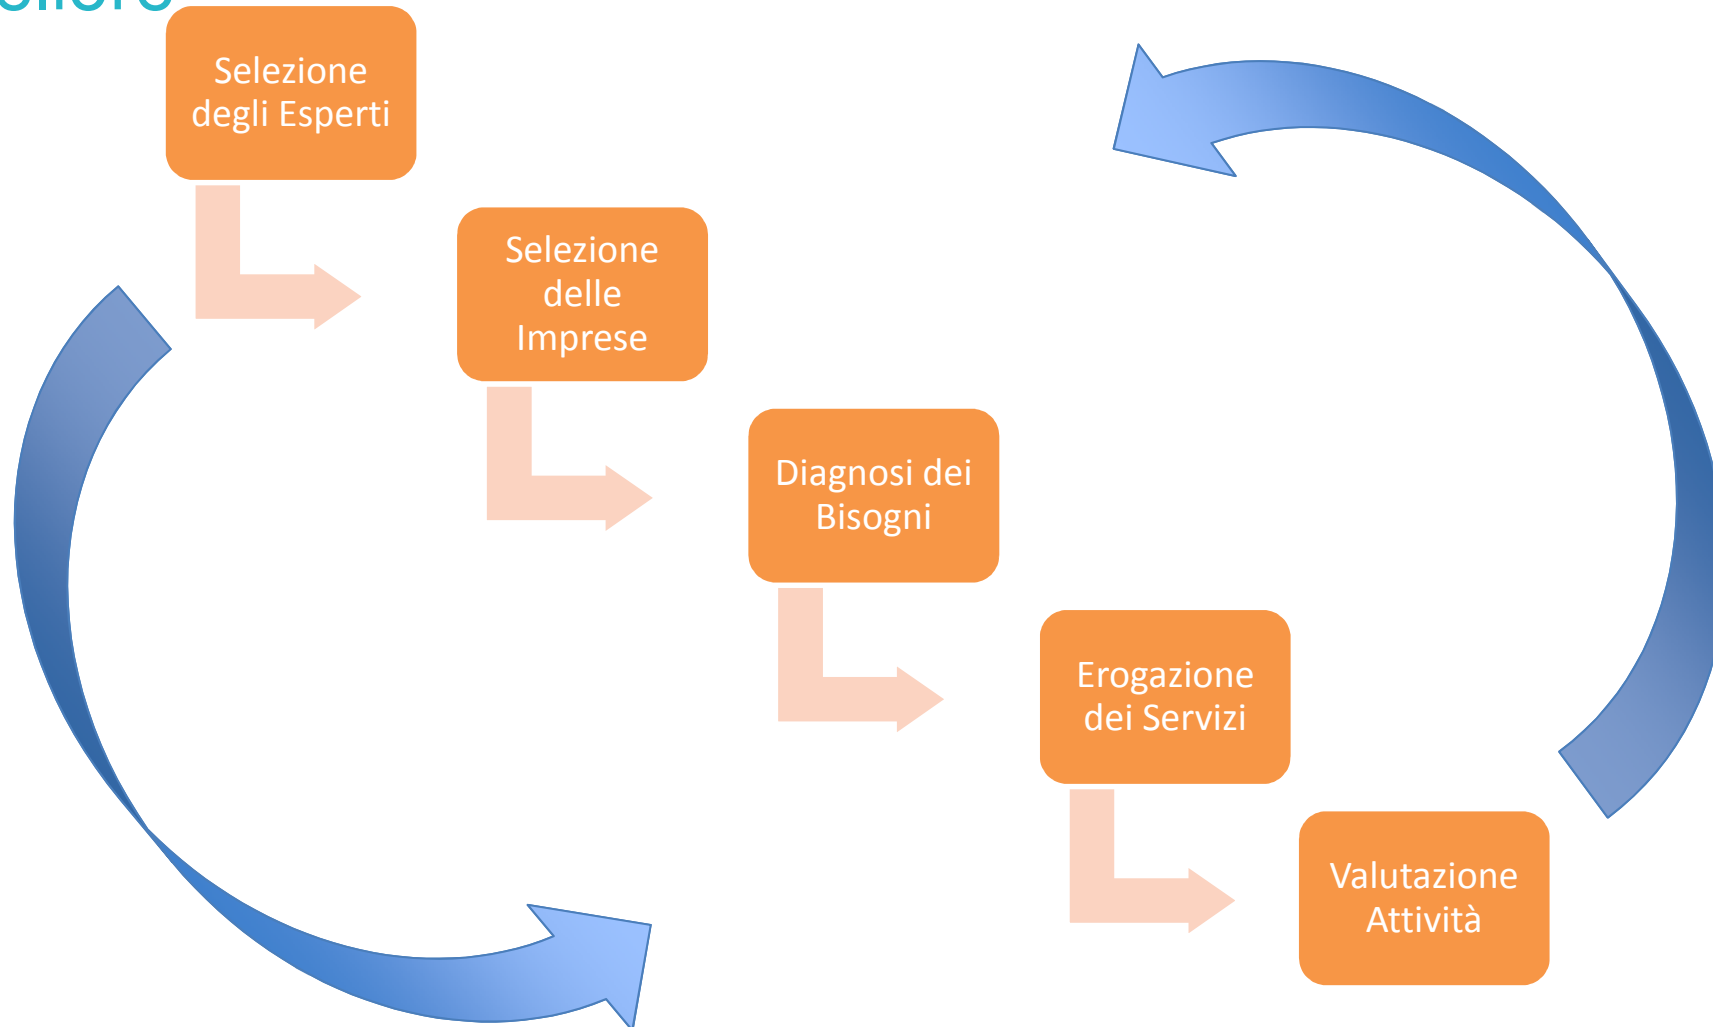 Selezione
degli Esperti
Selezione
delle
Imprese
Diagnosi dei
Bisogni
Erogazione
dei Servizi
Valutazione
Attività